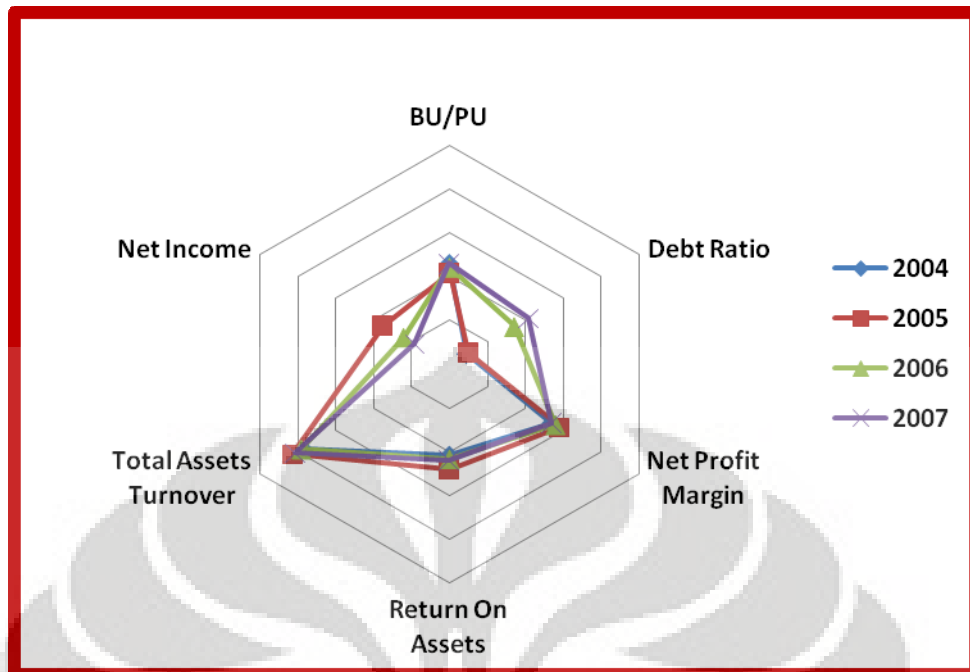 BU/PU
Net Income
Debt Ratio
2004
2005
2006
2007
Total Assets
Turnover
Net Profit
Margin
Return On
Assets